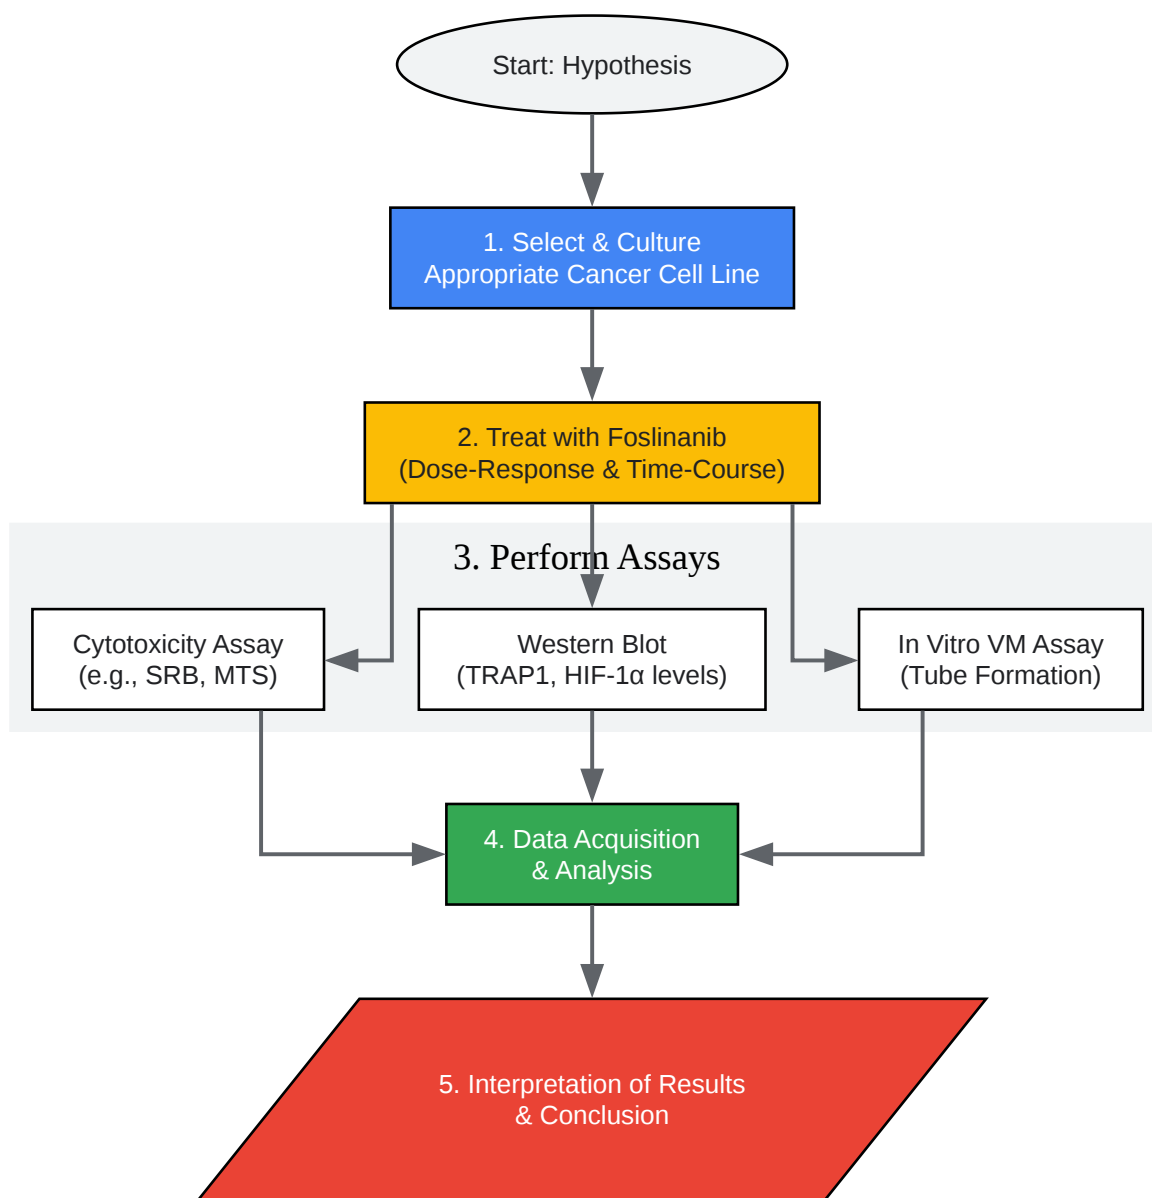 Start: Hypothesis
1. Select & Culture
Appropriate Cancer Cell Line
2. Treat with Foslinanib
(Dose-Response & Time-Course)
3. Perform Assays
Cytotoxicity Assay
(e.g., SRB, MTS)
Western Blot
(TRAP1, HIF-1α levels)
In Vitro VM Assay
(Tube Formation)
4. Data Acquisition
& Analysis
5. Interpretation of Results
& Conclusion